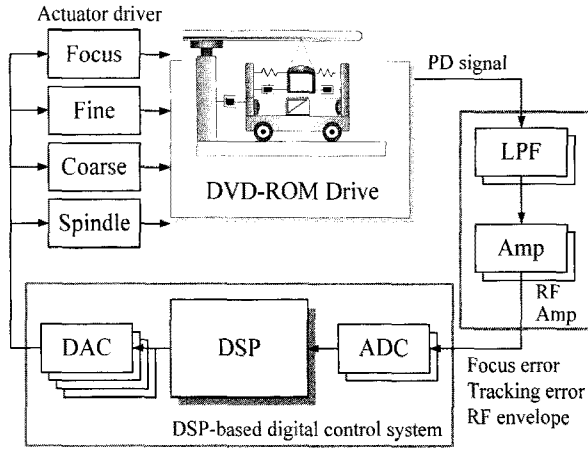 Actuator driver
Focus
Fine
Coarse
Spindle
DVD-ROM Drive
PD signal
LPF
Amp
RF
Amp
DAC
DSP
ADC
Focus error
Tracking error
RF envelope
DSP-based digital control system